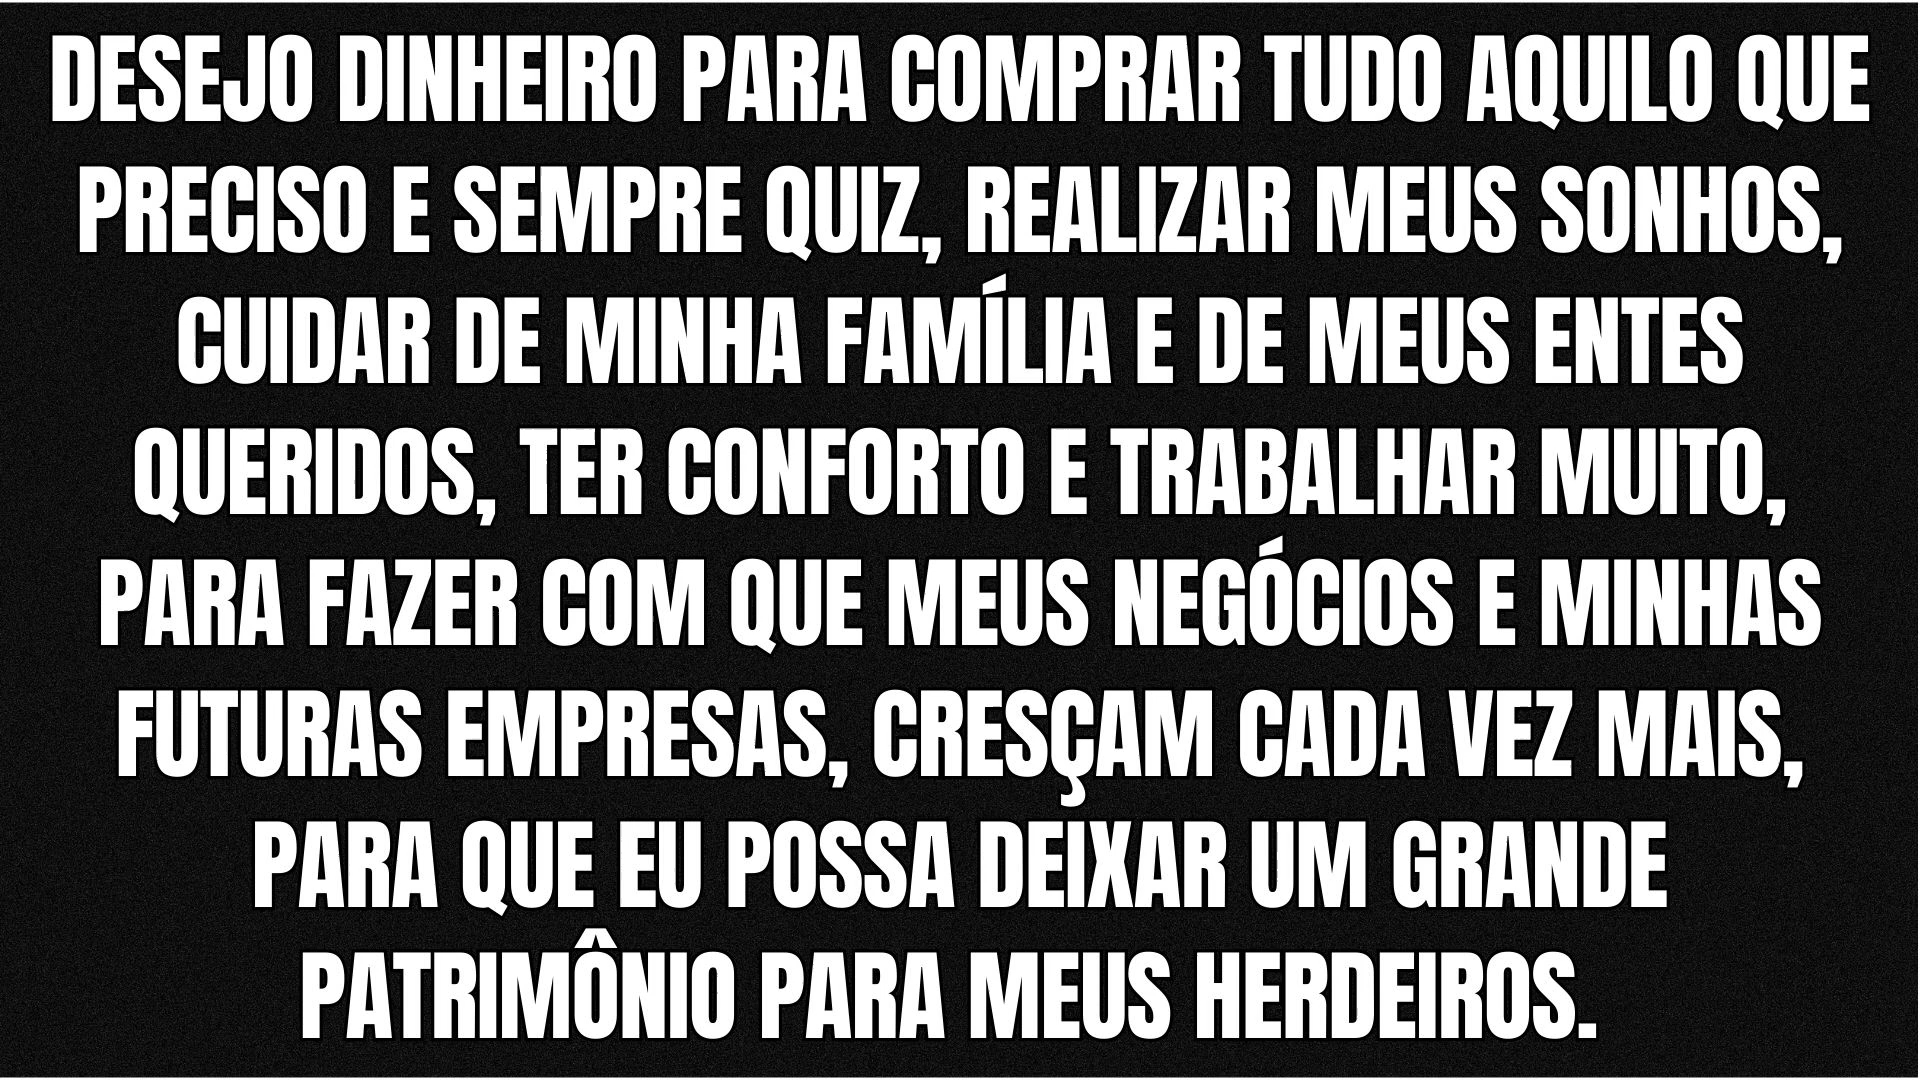 DESEJO DINHEIRO PARA COMPRAR TUDO AQUILO QUE
PRECISO E SEMPRE QUIZ, REALIZAR MEUS SONHOS,
CUIDAR DE MINHA FAMÍLIA E DE MEUS ENTES
QUERIDOS, TER CONFORTO E TRABALHAR MUITO,
PARA FAZER COM QUE MEUS NEGÓCIOS E MINHAS
FUTURAS EMPRESAS, CRESÇAM CADA VEZ MAIS,
PARA QUE EU POSSA DEIXAR UM GRANDE
PATRIMÔNIO PARA MEUS HERDEIROS.